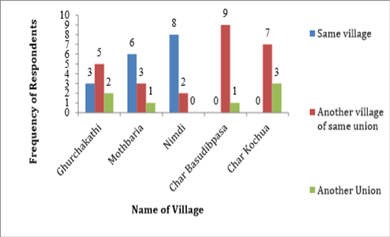 Frequency of Respondents
10
9
8
7
6
5
4
3
2
1
0
3 5 2
6 3 1
8 2 0
0 9 1
0 7 3
Ghurchakathi
Mothbaria
Nimdi
Char Basudibpasa
Char Kochua
Name of Village
Same village
Another village
of same union
Another Union